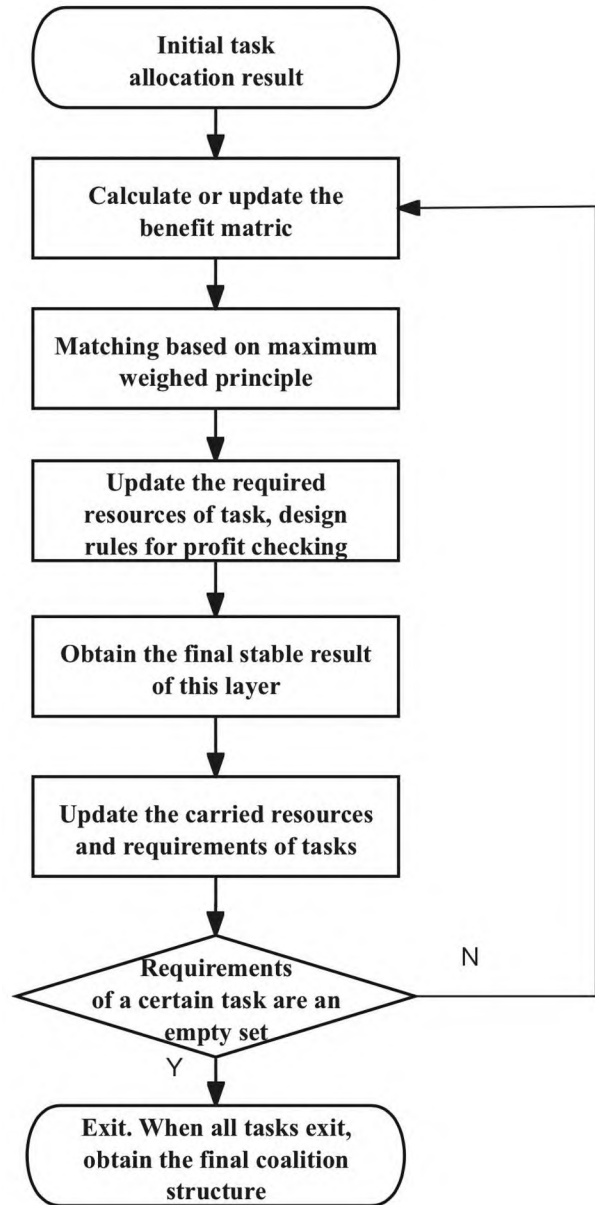 Initial task
allocation result
Calculate or update the
benefit matric
Matching based on maximum
weighed principle
Update the required
resources of task, design
rules for profit checking
Obtain the final stable result
of this layer
Update the carried resources
and requirements of tasks
Requirements
of a certain task are an
empty set
N
Y
Exit. When all tasks exit,
obtain the final coalition
structure